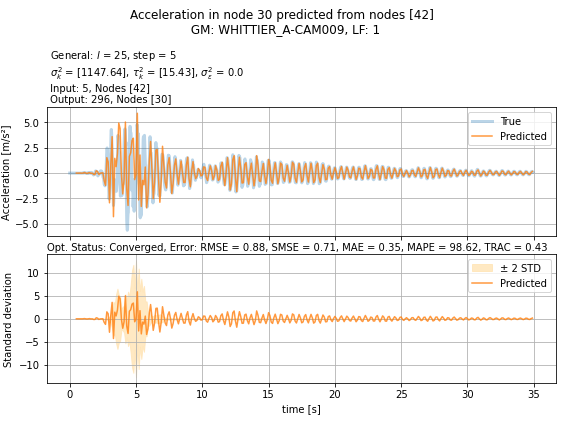 Acceleration in node 30 predicted from nodes [42]
GM: WHITTIER_A-CAM009, LF: 1
General: l = 25, step = 5
σ²ₖ = [1147.64], τ²ₖ = [15.43], σ²ₑ = 0.0
Input: 5, Nodes [42]
Output: 296, Nodes [30]
Acceleration [m/s²]
5.0
2.5
0.0
−2.5
−5.0
True
Predicted
Opt. Status: Converged, Error: RMSE = 0.88, SMSE = 0.71, MAE = 0.35, MAPE = 98.62, TRAC = 0.43
Standard deviation
10
5
0
−5
−10
± 2 STD
Predicted
0 5 10 15 20 25 30 35
time [s]